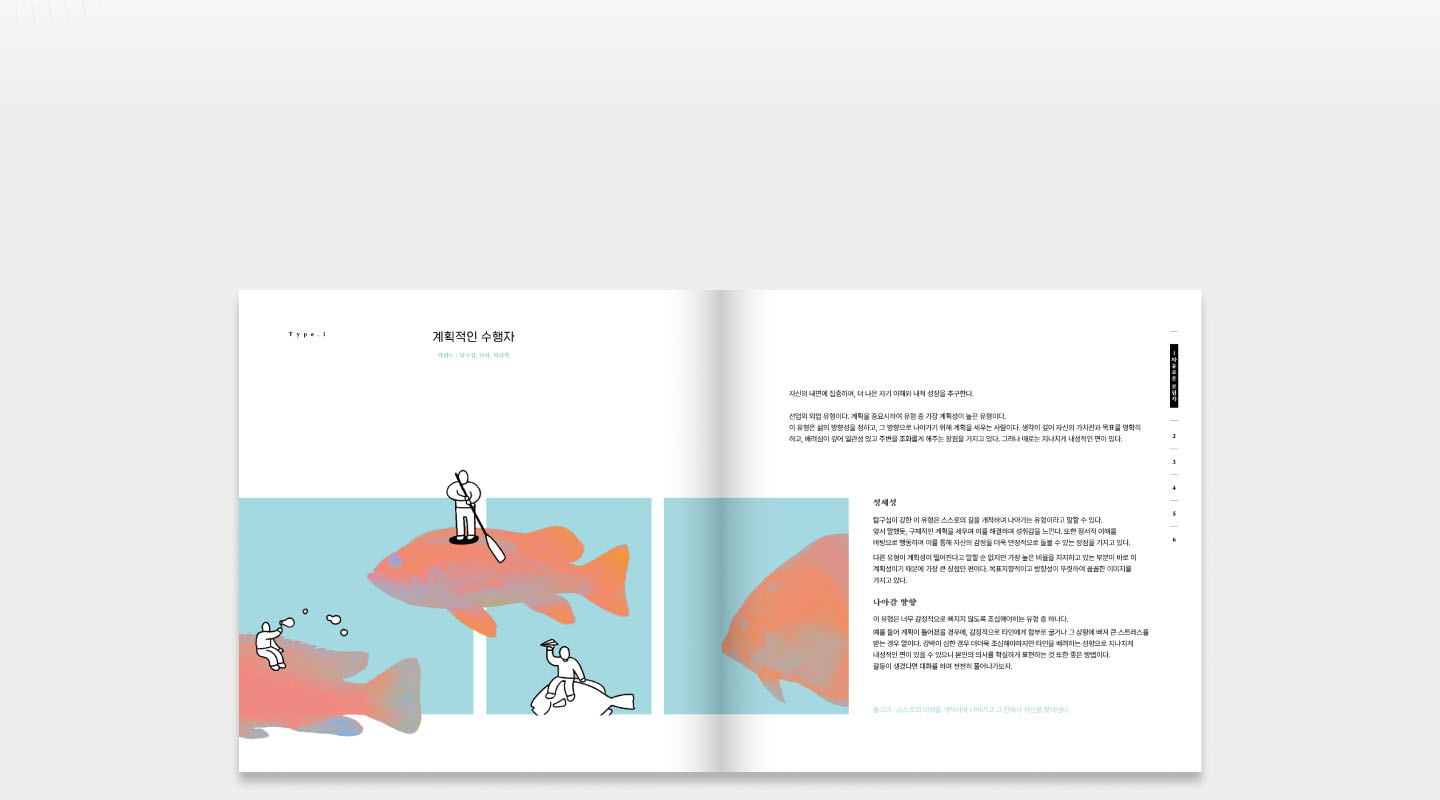 Type.1
계획적인 수행자
키워드 : 탐구심,
자신의 내면에 집중하며, 더 나은 자기 이해와 내적 성장을 추구한다.
유형이다. 계획을 중요시하여 유형 중 가장 계획성이 높은 유형이다.
이 유형은 삶의 방향성을 정하고, 그 방향으로 나아가기 위해 계획을 세우는 사람이다. 생각이 깊어 자신의 가치관과 목표를 명확히
하고, 배려심이 깊어 일관성 있고 주변을 조화롭게 해주는 장점을 가지고 있다. 그러나 때로는 지나치게 내성적인 면이 있다.
정체성
탐구심이 강한 이 유형은 스스로의 길을 개척하며 나아가는 유형이라고 말할 수 있다.
앞서 말했듯, 구체적인 계획을 세우며 이를 해결하며 성취감을 느낀다. 또한 정서적 이해를
바탕으로 행동하며 이를 통해 자신의 감정을 더욱 안정적으로 돌볼 수 있는 장점을 가지고 있다.
다른 유형이 계획성이 떨어진다고 말할 순 없지만 가장 높은 비율을 차지하고 있는 부분이 바로 이
계획성이기 때문에 가장 큰 장점인 편이다. 목표지향적이고 방향성이 뚜렷하여 꼼꼼한 이미지를
가지고 있다.
나아갈 방향
이 유형은 너무 감정적으로 빠지지 않도록 조심해야하는 유형 중 하나다.
예를 들어 계획이 틀어졌을 경우에, 감정적으로 타인에게 함부로 굴거나 그 상황에 빠져 큰 스트레스를
받는 경우 말이다. 강박이 심한 경우 더더욱 조심해야하지만 타인을 배려하는 성향으로 지나치게
내성적인 면이 있을 수 있으니 본인의 의사를 확실하게 표현하는 것 또한 좋은 방법이다.
갈등이 생겼다면 대화를 하며 천천히 풀어나가보자.
물고기 : 스스로의 미래를 개척하며 나아가고 그 안에서 자신을 찾아낸다.
1 자유로운 모험가
2
3
4
5
6